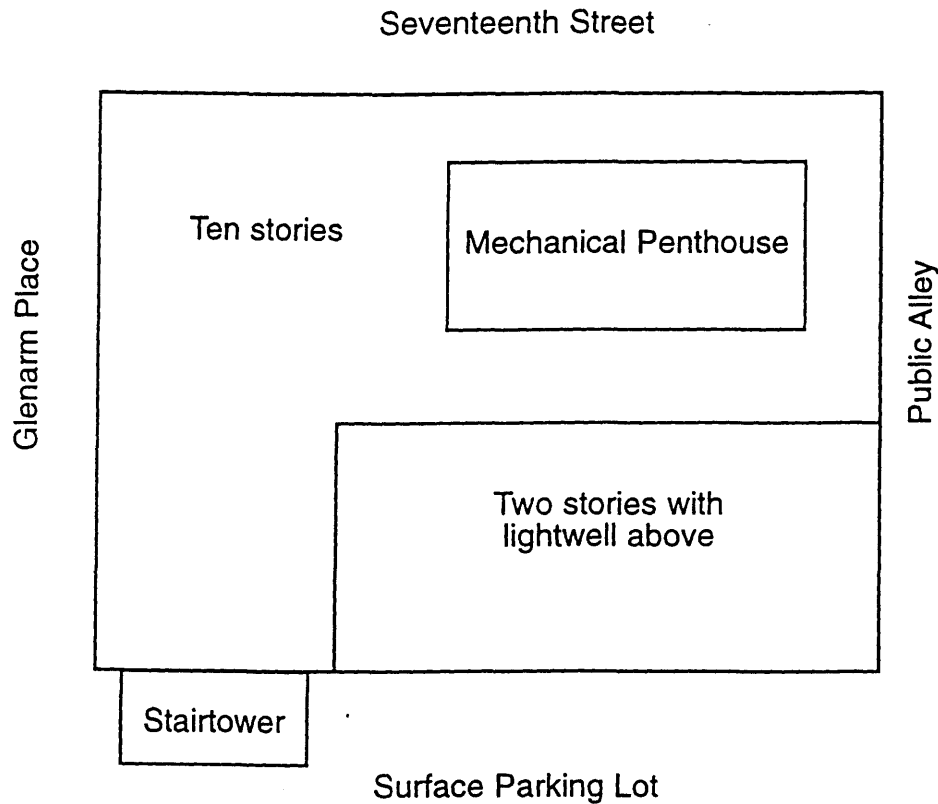 Seventeenth Street
Ten stories
Mechanical Penthouse
Glenarm Place
Public Alley
Two stories with
lightwell above
Stairtower
Surface Parking Lot